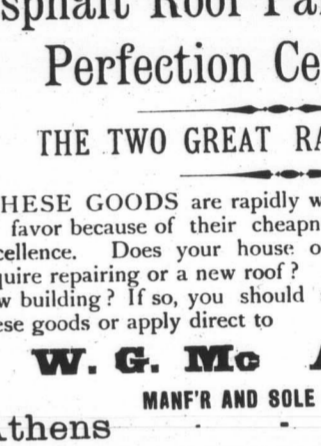 sphalt Roof Pa
Perfection Ce
THE TWO GREAT RA
HESE GOODS are rapidly w
favor because of their cheapn
cellence. Does your house o
quire repairing or a new roof ?
w building ? If so, you should
ese goods or apply direct to
W. G. Mc
MANF'R AND SOLE
Athens